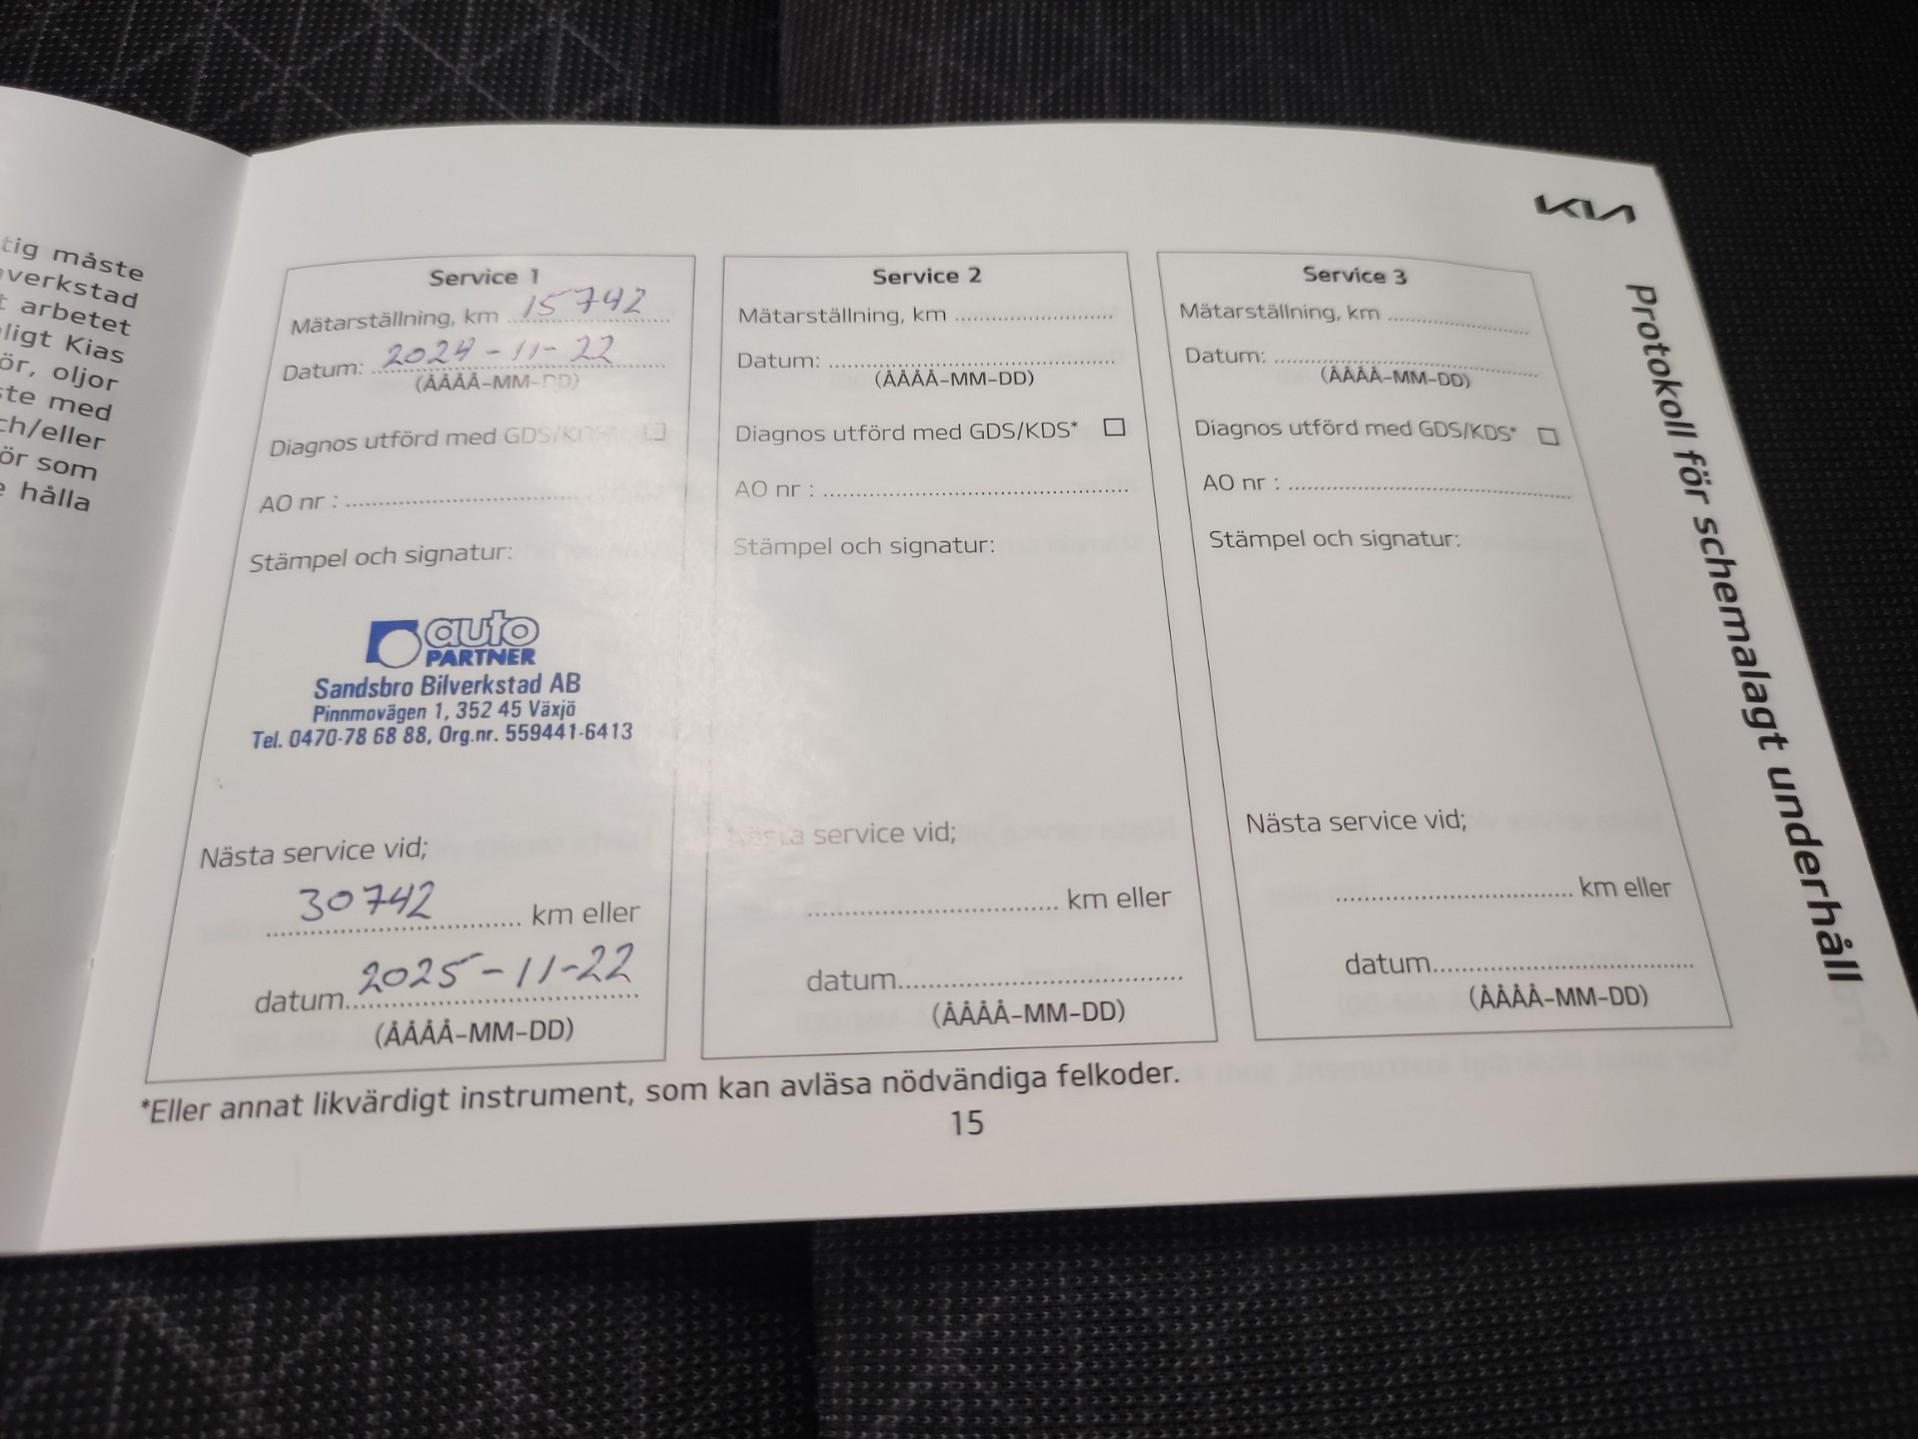 tig måste
verkstad
t arbetet
ligt Kias
ör, oljor
ste med
ch/eller
ör som
e hålla
KIA
Protokoll för schemalagt underhåll
Service 1
Mätarställning, km 15742
Datum: 2024-11-22
(ÅÅÅÅ-MM-DD)
Diagnos utförd med GDS/KDS*
AO nr :
Stämpel och signatur:
auto
PARTNER
Sandsbro Bilverkstad AB
Pinnmovägen 1, 352 45 Växjö
Tel. 0470-78 68 88, Org.nr. 559441-6413
Nästa service vid;
30742 km eller
datum 2025-11-22
(ÅÅÅÅ-MM-DD)
Service 2
Mätarställning, km
Datum:
(ÅÅÅÅ-MM-DD)
Diagnos utförd med GDS/KDS*
AO nr :
Stämpel och signatur:
Nästa service vid;
km eller
datum
(ÅÅÅÅ-MM-DD)
Service 3
Mätarställning, km
Datum:
(ÅÅÅÅ-MM-DD)
Diagnos utförd med GDS/KDS*
AO nr :
Stämpel och signatur:
Nästa service vid;
km eller
datum
(ÅÅÅÅ-MM-DD)
*Eller annat likvärdigt instrument, som kan avläsa nödvändiga felkoder.
15